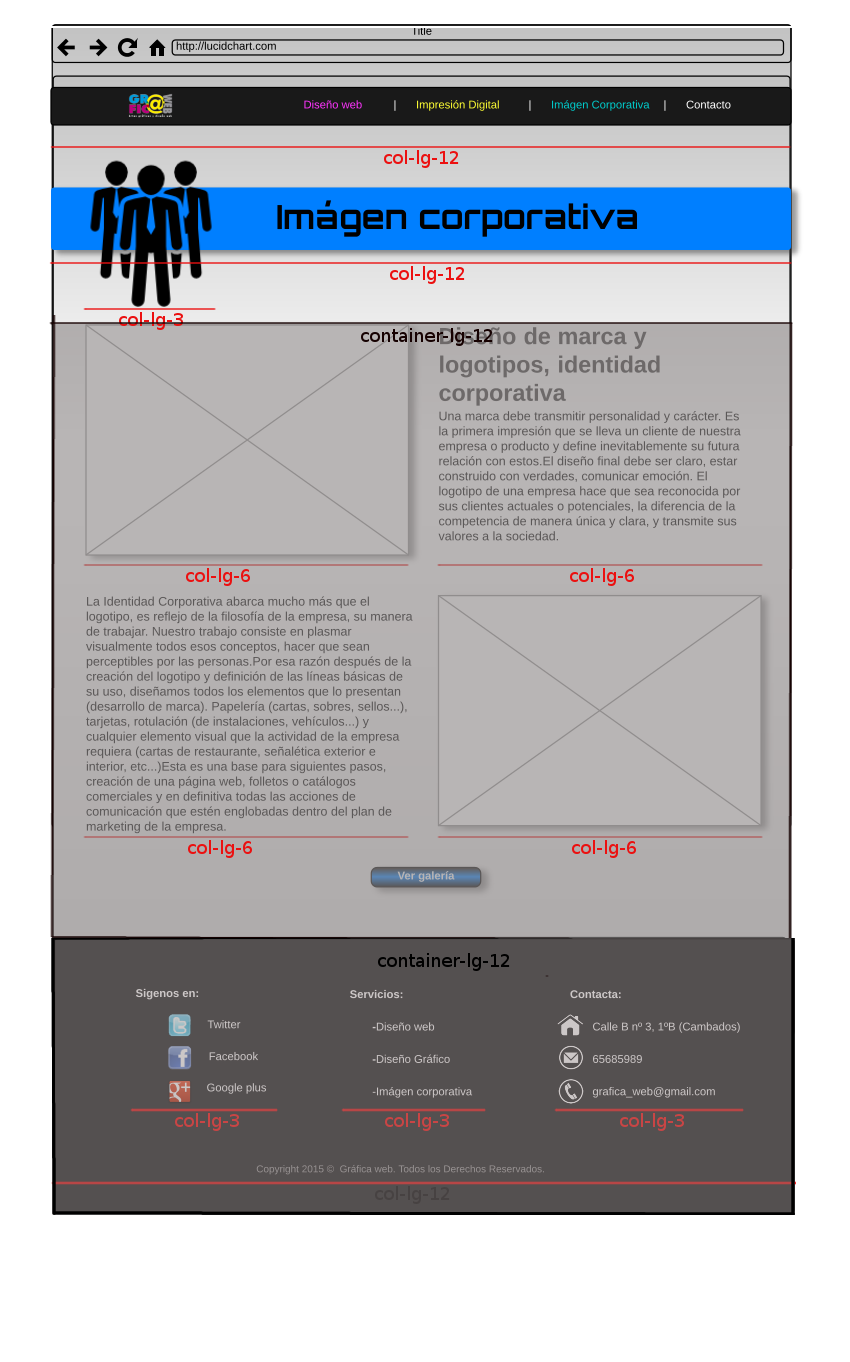 Title
http://lucidchart.com
GR@
FIC
WEB
Diseño web | Impresión Digital | Imágen Corporativa | Contacto
col-lg-12
Imágen corporativa
col-lg-12
col-lg-3
container-lg-12
Diseño de marca y
logotipos, identidad
corporativa
Una marca debe transmitir personalidad y carácter. Es
la primera impresión que se lleva un cliente de nuestra
empresa o producto y define inevitablemente su futura
relación con estos.El diseño final debe ser claro, estar
construido con verdades, comunicar emoción. El
logotipo de una empresa hace que sea reconocida por
sus clientes actuales o potenciales, la diferencia de la
competencia de manera única y clara, y transmite sus
valores a la sociedad.
col-lg-6
col-lg-6
La Identidad Corporativa abarca mucho más que el
logotipo, es reflejo de la filosofía de la empresa, su manera
de trabajar. Nuestro trabajo consiste en plasmar
visualmente todos esos conceptos, hacer que sean
perceptibles por las personas.Por esa razón después de la
creación del logotipo y definición de las líneas básicas de
su uso, diseñamos todos los elementos que lo presentan
(desarrollo de marca). Papelería (cartas, sobres, sellos...),
tarjetas, rotulación (de instalaciones, vehículos...) y
cualquier elemento visual que la actividad de la empresa
requiera (cartas de restaurante, señalética exterior e
interior, etc...)Esta es una base para siguientes pasos,
creación de una página web, folletos o catálogos
comerciales y en definitiva todas las acciones de
comunicación que estén englobadas dentro del plan de
marketing de la empresa.
col-lg-6
col-lg-6
Ver galería
container-lg-12
Sigenos en:
Twitter
Facebook
Google plus
col-lg-3
Servicios:
-Diseño web
-Diseño Gráfico
-Imágen corporativa
col-lg-3
Contacta:
Calle B nº 3, 1ºB (Cambados)
65685989
grafica_web@gmail.com
col-lg-3
Copyright 2015 © Gráfica web. Todos los Derechos Reservados.
col-lg-12